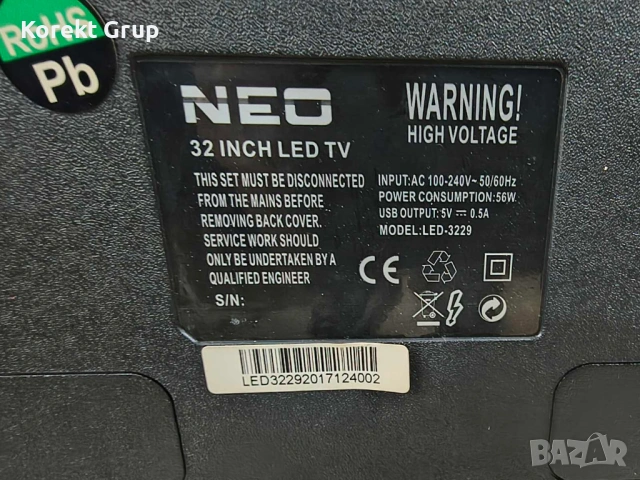 Korekt Grup
RoHS
Pb
NEO
32 INCH LED TV
THIS SET MUST BE DISCONNECTED
FROM THE MAINS BEFORE
REMOVING BACK COVER.
SERVICE WORK SHOULD
ONLY BE UNDERTAKEN BY A
QUALIFIED ENGINEER
S/N:
WARNING!
HIGH VOLTAGE
INPUT:AC 100-240V~ 50/60Hz
POWER CONSUMPTION:56W
USB OUTPUT: 5V ⎓ 0.5A
MODEL:LED-3229
CE
LED32292017124002
BAZAR